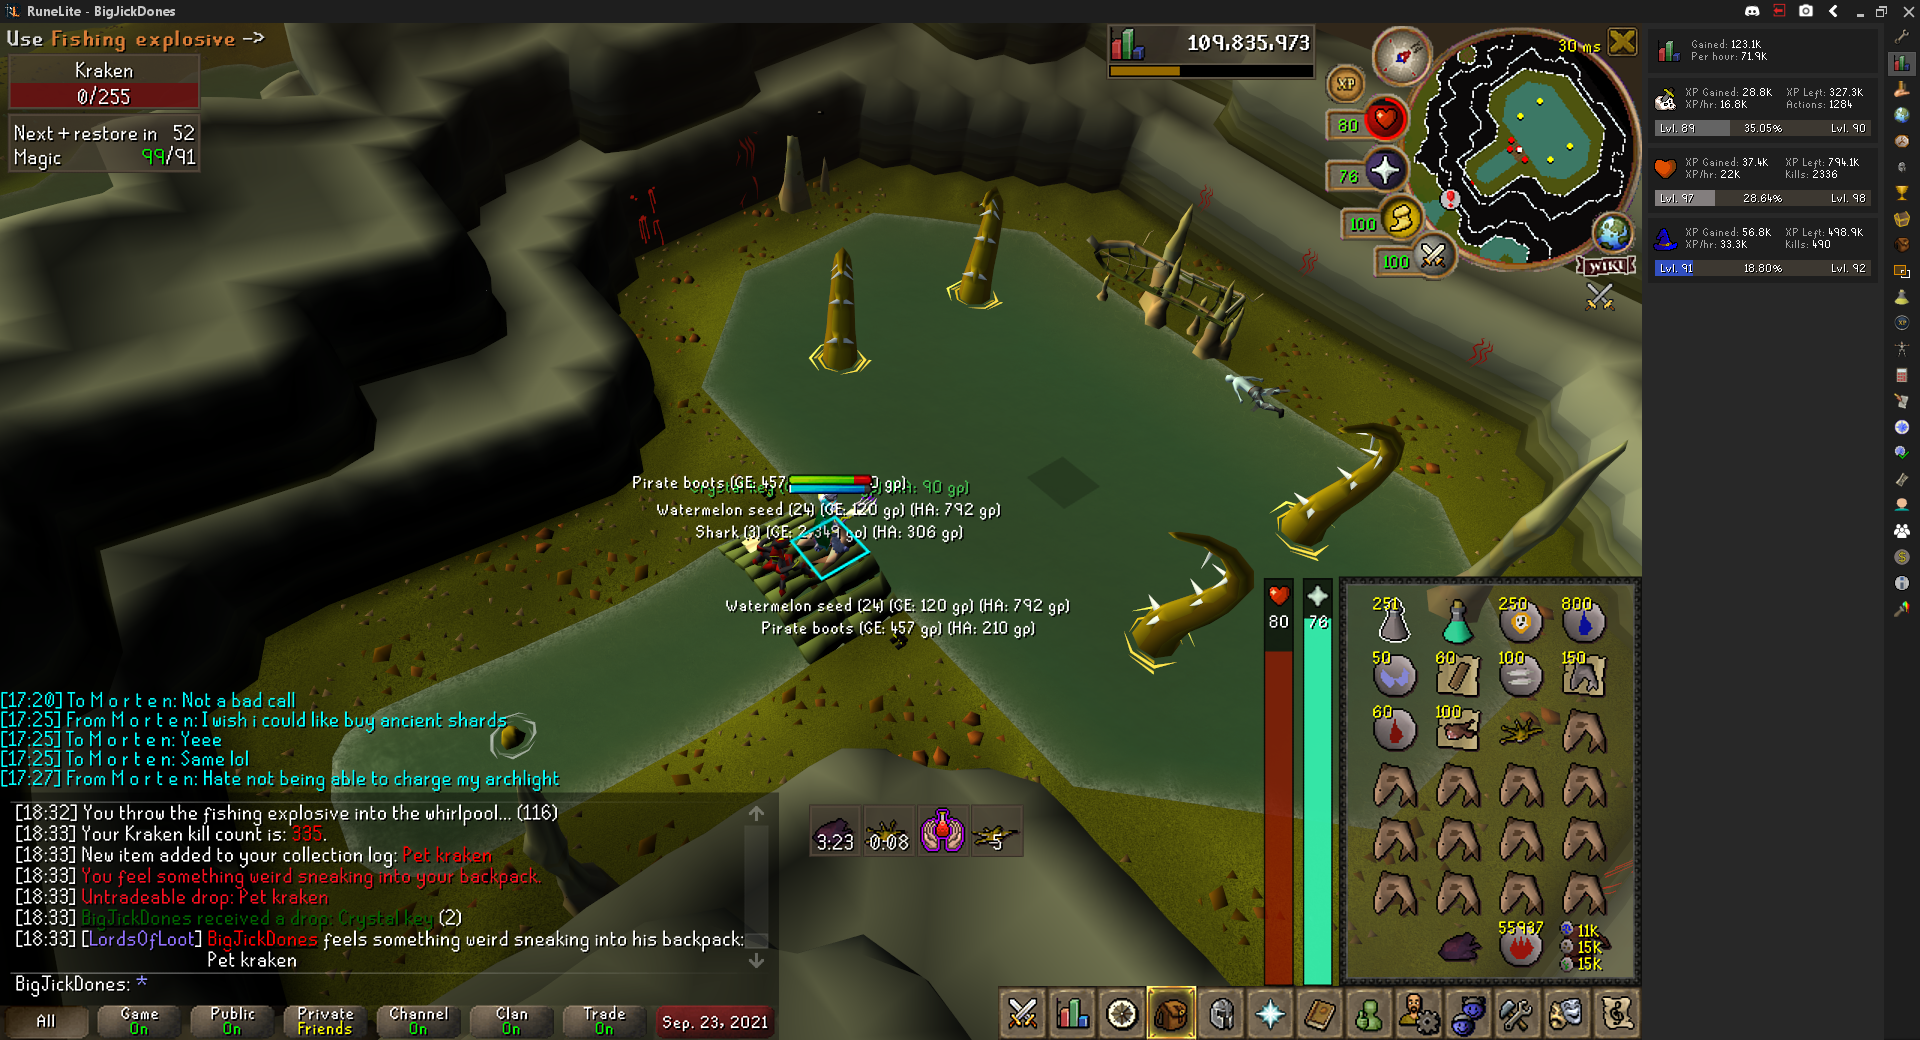 RuneLite - BigJickDones
Use Fishing explosive ->
Kraken
0/255
Next + restore in 52
Magic 99/91
109,835,973
30 ms
XP
80
76
100
100
WIKI
Gained: 123.1K
Per hour: 71.9K
XP Gained: 28.8K XP Left: 327.3K
XP/hr: 16.8K Actions: 1284
Lvl. 89 35.05% Lvl. 90
XP Gained: 37.4K XP Left: 794.1K
XP/hr: 22K Kills: 2336
Lvl. 97 28.64% Lvl. 98
XP Gained: 56.8K XP Left: 498.9K
XP/hr: 33.3K Kills: 490
Lvl. 91 18.80% Lvl. 92
Pirate boots (GE: 457 gp)
Crystal key 90 gp)
Watermelon seed (24) (GE: 120 gp) (HA: 792 gp)
Shark (3) (GE: 2,349 gp) (HA: 306 gp)
Watermelon seed (24) (GE: 120 gp) (HA: 792 gp)
Pirate boots (GE: 457 gp) (HA: 210 gp)
80 76
251 250 800
50 60 100 150
60 100
55937 11K
15K
15K
[17:20] To M o r t e n: Not a bad call
[17:25] From M o r t e n: I wish i could like buy ancient shards
[17:25] To M o r t e n: Yeee
[17:25] To M o r t e n: Same lol
[17:27] From M o r t e n: Hate not being able to charge my archlight
[18:32] You throw the fishing explosive into the whirlpool... (116)
[18:33] Your Kraken kill count is: 335.
[18:33] New item added to your collection log: Pet kraken
[18:33] You feel something weird sneaking into your backpack.
[18:33] Untradeable drop: Pet kraken
[18:33] BigJickDones received a drop: Crystal key (2)
[18:33] [LordsOfLoot] BigJickDones feels something weird sneaking into his backpack:
Pet kraken
BigJickDones: *
3:23 0:08 5
All
Game
On
Public
On
Private
Friends
Channel
On
Clan
On
Trade
On
Sep. 23, 2021